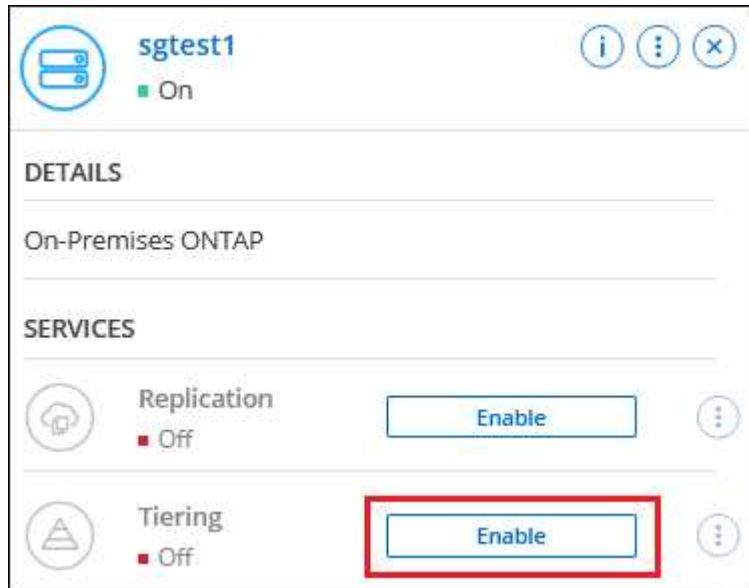 sgtest1
On
DETAILS
On-Premises ONTAP
SERVICES
Replication
Enable
Off
Tiering
Enable
Off